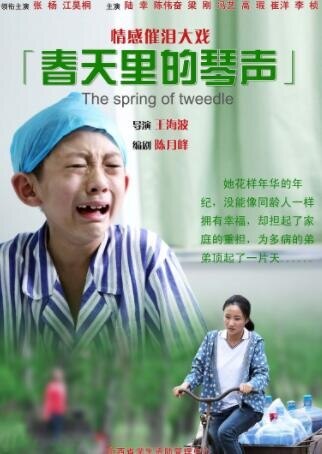 领衔主演 张杨 江昊桐 主演 陆幸 陈伟奋 梁刚 冯艺 高瑕 崔洋 李桢
情感催泪大戏
「春天里的琴声」
The spring of tweedle
导演 王海波
编剧 陈月峰
她花样年华的年
纪，没能像同龄人一样
拥有幸福，却担起了家
庭的重担，为多病的弟
弟顶起了一片天......